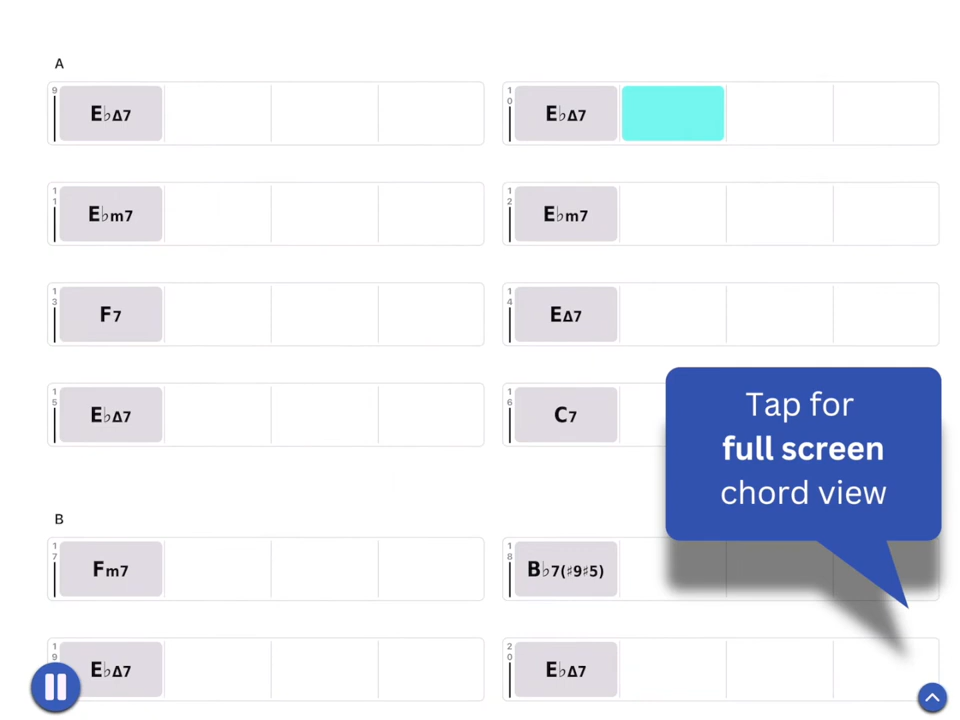 A
9 E♭Δ7
10 E♭Δ7
11 E♭m7
12 E♭m7
13 F7
14 EΔ7
15 E♭Δ7
16 C7
Tap for
full screen
chord view
B
17 Fm7
18 B♭7(♯9♯5)
19 E♭Δ7
20 E♭Δ7